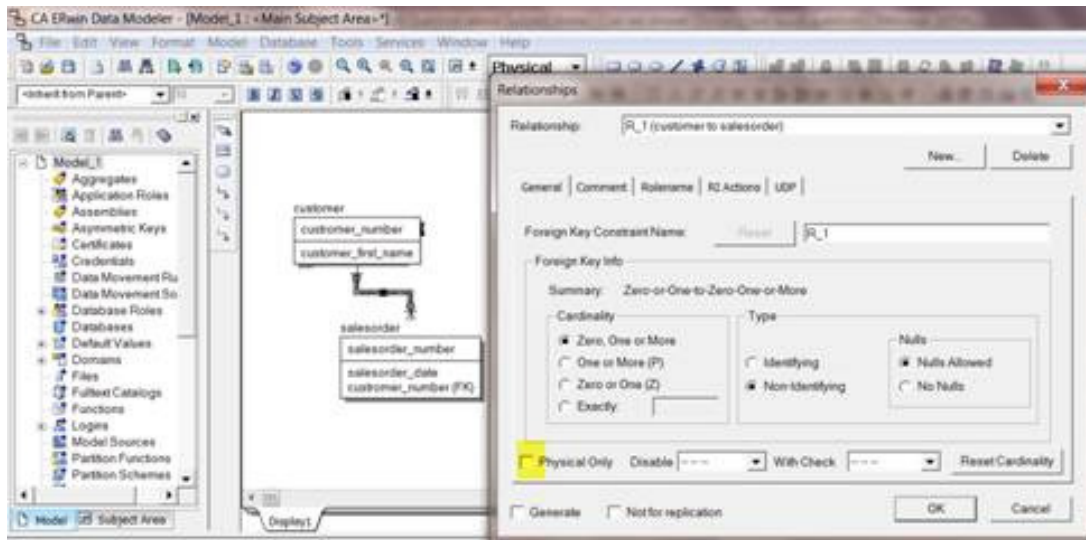 CA ERwin Data Modeler - [Model_1 : <Main Subject Area>*]
File Edit View Format Model Database Tools Services Window Help
Physical
<Inherit from Parent>
Model_1
Aggregates
Application Roles
Assemblies
Asymmetric Keys
Certificates
Credentials
Data Movement Ru
Data Movement So
Database Roles
Databases
Default Values
Domains
Files
Fulltext Catalogs
Functions
Logins
Model Sources
Partition Functions
Partition Schemes
Model
Subject Area
customer
custromer_number
customer_first_name
salesorder
salesorder_number
salesorder_date
custromer_number (FK)
Display1
Relationships
Relationship:
R_1 (customer to salesorder)
New...
Delete
General
Comment
Rolename
RI Actions
UDP
Foreign Key Constraint Name:
Reset
R_1
Foreign Key Info
Summary: Zero-or-One-to-Zero-One-or-More
Cardinality
Zero, One or More
One or More (P)
Zero or One (Z)
Exactly:
Type
Identifying
Non-Identifying
Nulls
Nulls Allowed
No Nulls
Physical Only
Disable
---
With Check
---
Reset Cardinality
Generate
Not for replication
OK
Cancel